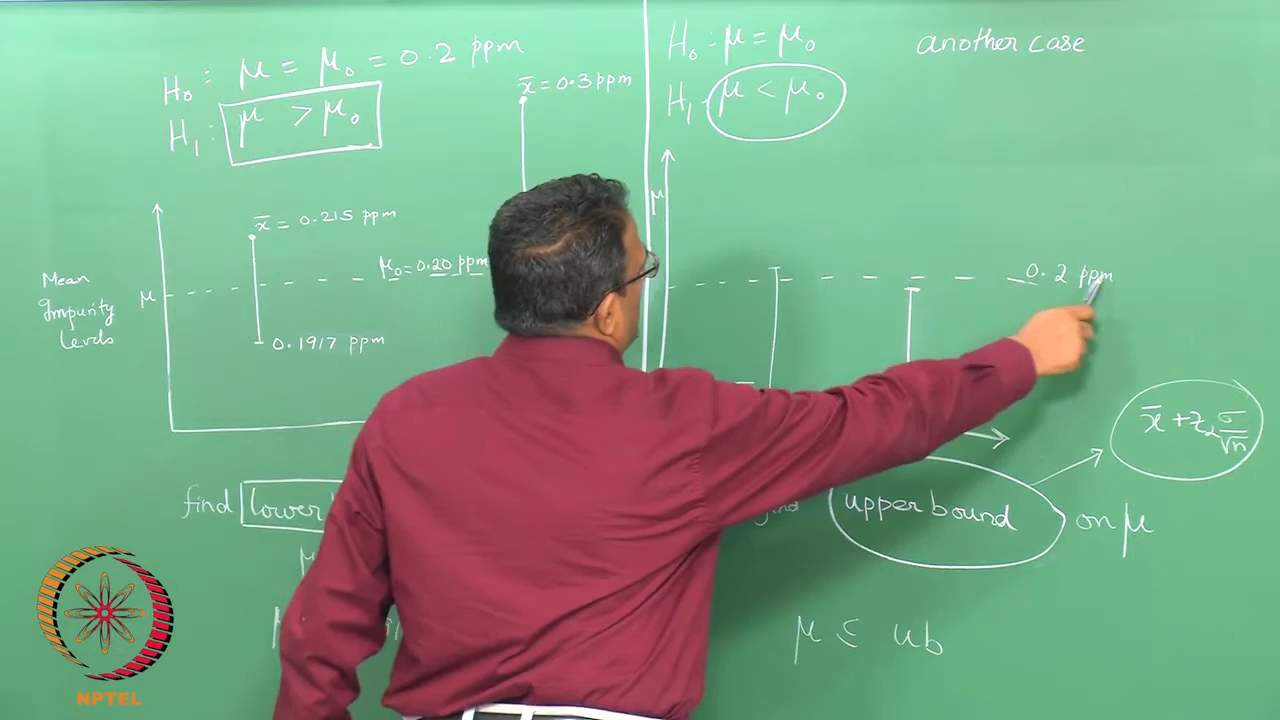 H₀ : μ = μ₀ = 0.2 ppm
H₁ : μ > μ₀
x̄ = 0.3 ppm
x̄ = 0.215 ppm
μ₀ = 0.20 ppm
Mean
Impurity
levels
μ
0.1917 ppm
find lower
μ
μ
H₀ : μ = μ₀
H₁ : μ < μ₀
another case
μ
0.2 ppm
x̄ + z_α σ/√n
find upper bound on μ
μ ≤ ub
NPTEL